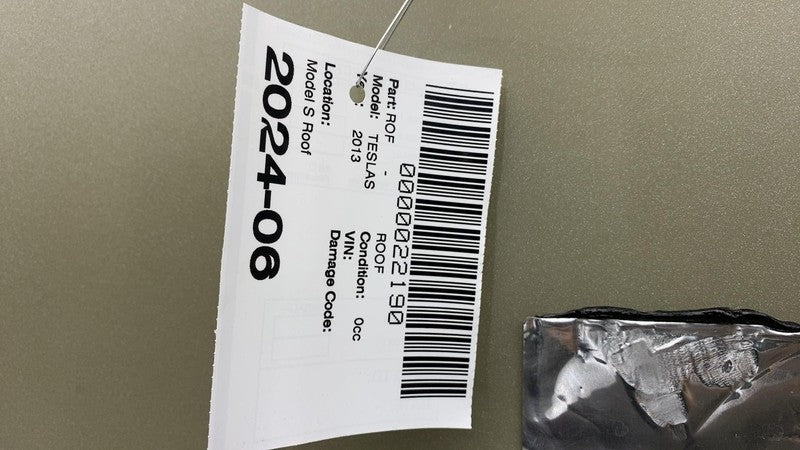 0000022190
Part: ROF - ROOF
Model: TESLAS Condition: 0cc
2013 VIN:
Damage Code:
Location:
Model S Roof
2024-06